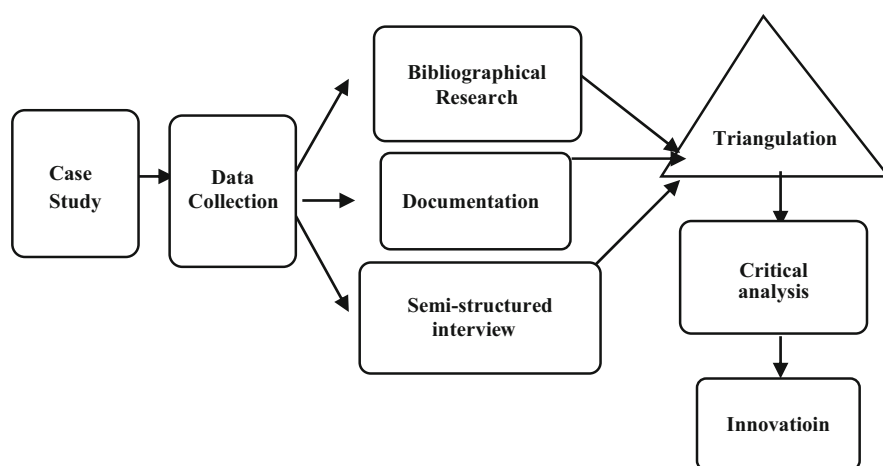 Case
Study
Data
Collection
Bibliographical
Research
Documentation
Semi-structured
interview
Triangulation
Critical
analysis
Innovatioin